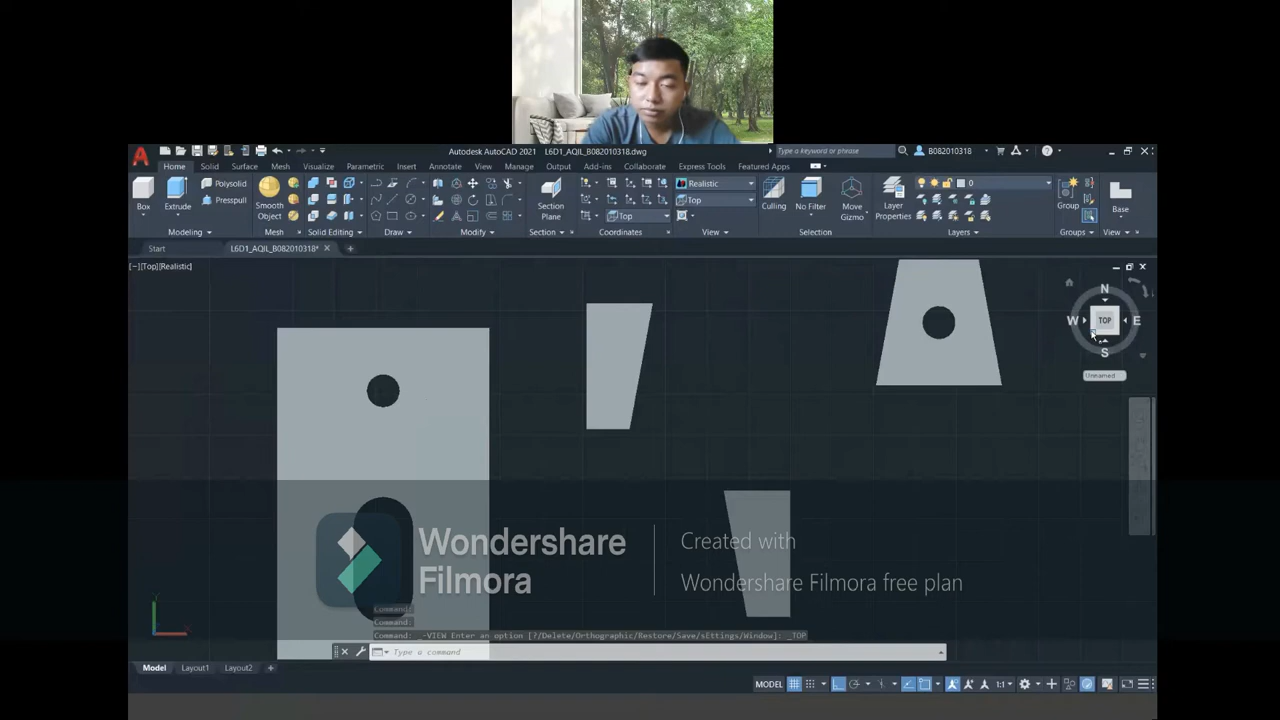 Autodesk AutoCAD 2021 L6D1_AQIL_B082010318.dwg
Type a keyword or phrase
B082010318
Home Solid Surface Mesh Visualize Parametric Insert Annotate View Manage Output Add-ins Collaborate Express Tools Featured Apps
Box
Extrude
Polysolid
Presspull
Smooth
Object
Section
Plane
Top
Realistic
Top
Culling
No Filter
Move
Gizmo
Layer
Properties
0
Group
Base
Modeling
Mesh
Solid Editing
Draw
Modify
Section
Coordinates
View
Selection
Layers
Groups
View
Start
L6D1_AQIL_B082010318*
[−][Top][Realistic]
N
W
TOP
E
S
Unnamed
Wondershare
Filmora
Created with
Wondershare Filmora free plan
Command:
Command:
Command: _-VIEW Enter an option [?/Delete/Orthographic/Restore/Save/sEttings/Window]: _TOP
Type a command
Model Layout1 Layout2
MODEL
1:1